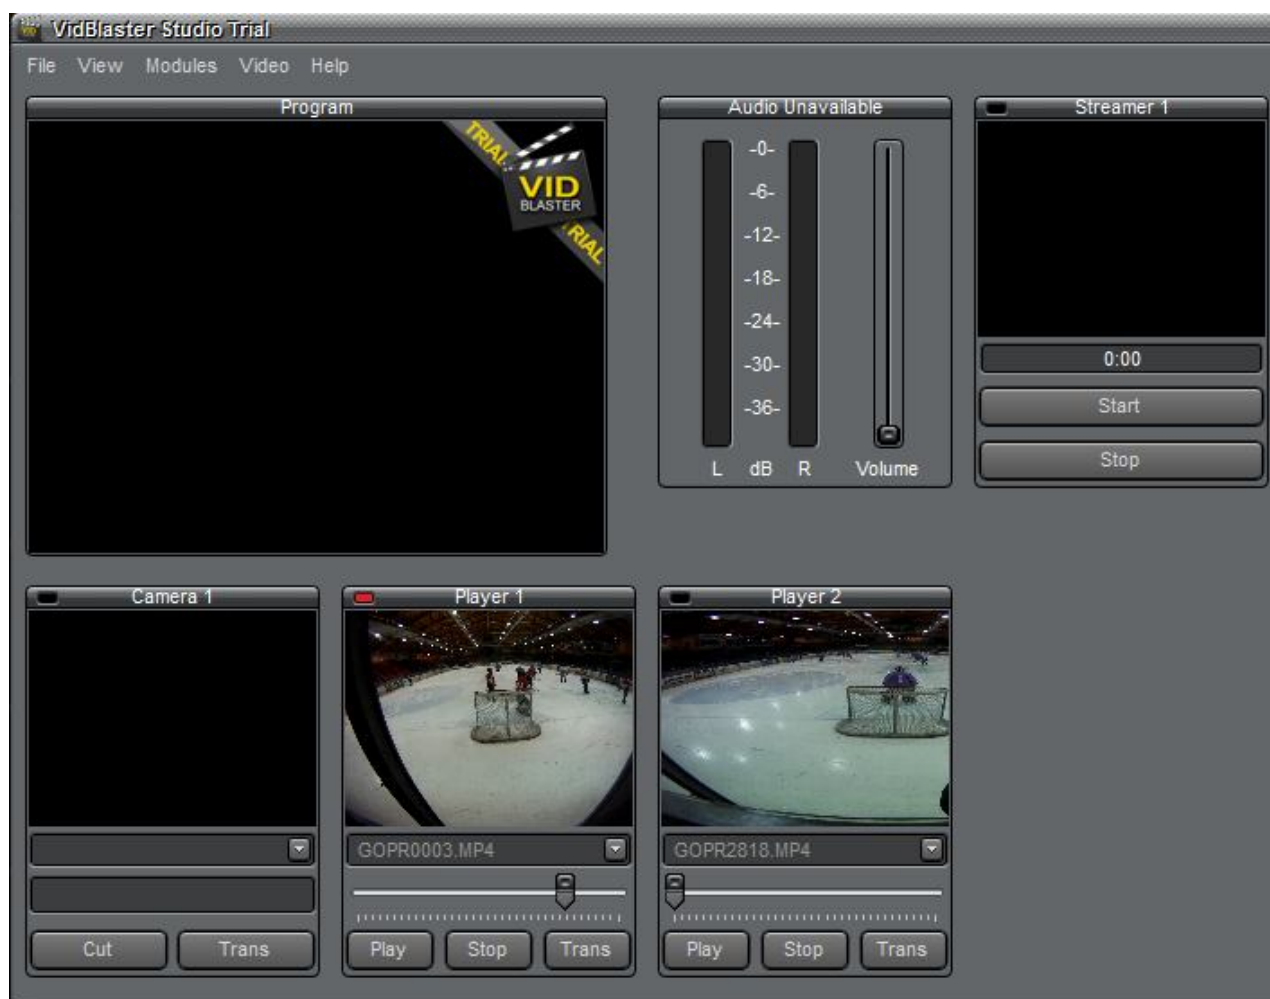 VidBlaster Studio Trial
File View Modules Video Help
Program
TRIAL
VID
BLASTER
TRIAL
Audio Unavailable
-0-
-6-
-12-
-18-
-24-
-30-
-36-
L dB R Volume
Streamer 1
0:00
Start
Stop
Camera 1
Cut Trans
Player 1
GOPR0003.MP4
Play Stop Trans
Player 2
GOPR2818.MP4
Play Stop Trans